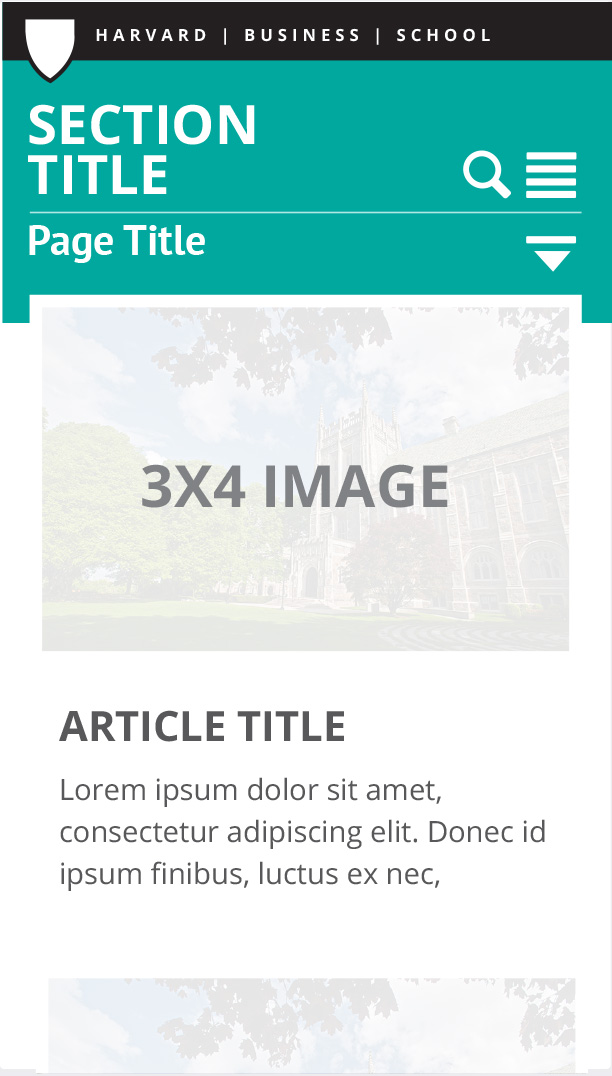 HARVARD | BUSINESS | SCHOOL
SECTION
TITLE
Page Title
3X4 IMAGE
ARTICLE TITLE
Lorem ipsum dolor sit amet,
consectetur adipiscing elit. Donec id
ipsum finibus, luctus ex nec,